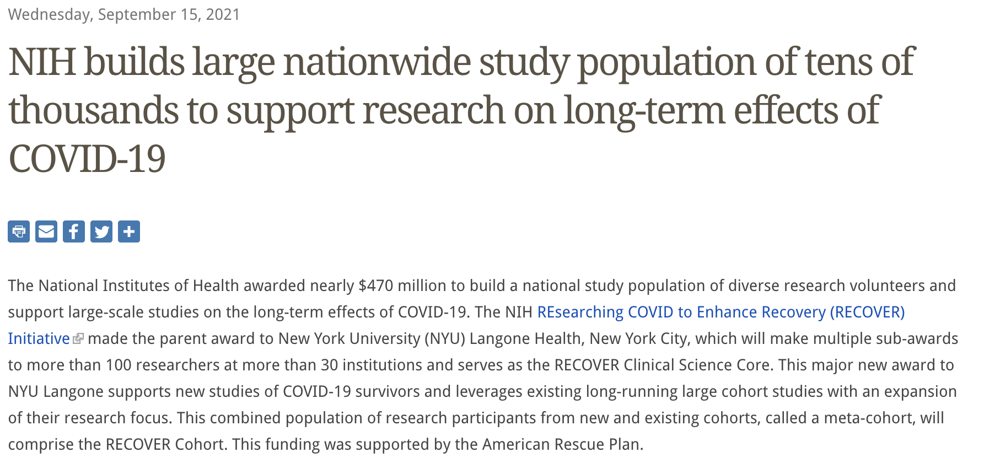 Wednesday, September 15, 2021
NIH builds large nationwide study population of tens of
thousands to support research on long-term effects of
COVID-19
The National Institutes of Health awarded nearly $470 million to build a national study population of diverse research volunteers and
support large-scale studies on the long-term effects of COVID-19. The NIH REsearching COVID to Enhance Recovery (RECOVER)
Initiative made the parent award to New York University (NYU) Langone Health, New York City, which will make multiple sub-awards
to more than 100 researchers at more than 30 institutions and serves as the RECOVER Clinical Science Core. This major new award to
NYU Langone supports new studies of COVID-19 survivors and leverages existing long-running large cohort studies with an expansion
of their research focus. This combined population of research participants from new and existing cohorts, called a meta-cohort, will
comprise the RECOVER Cohort. This funding was supported by the American Rescue Plan.